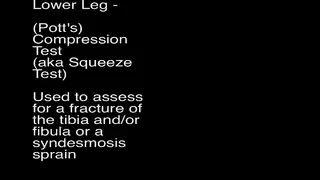 Lower Leg -
(Pott's)
Compression
Test
(aka Squeeze
Test)
Used to assess
for a fracture of
the tibia and/or
fibula or a
syndesmosis
sprain